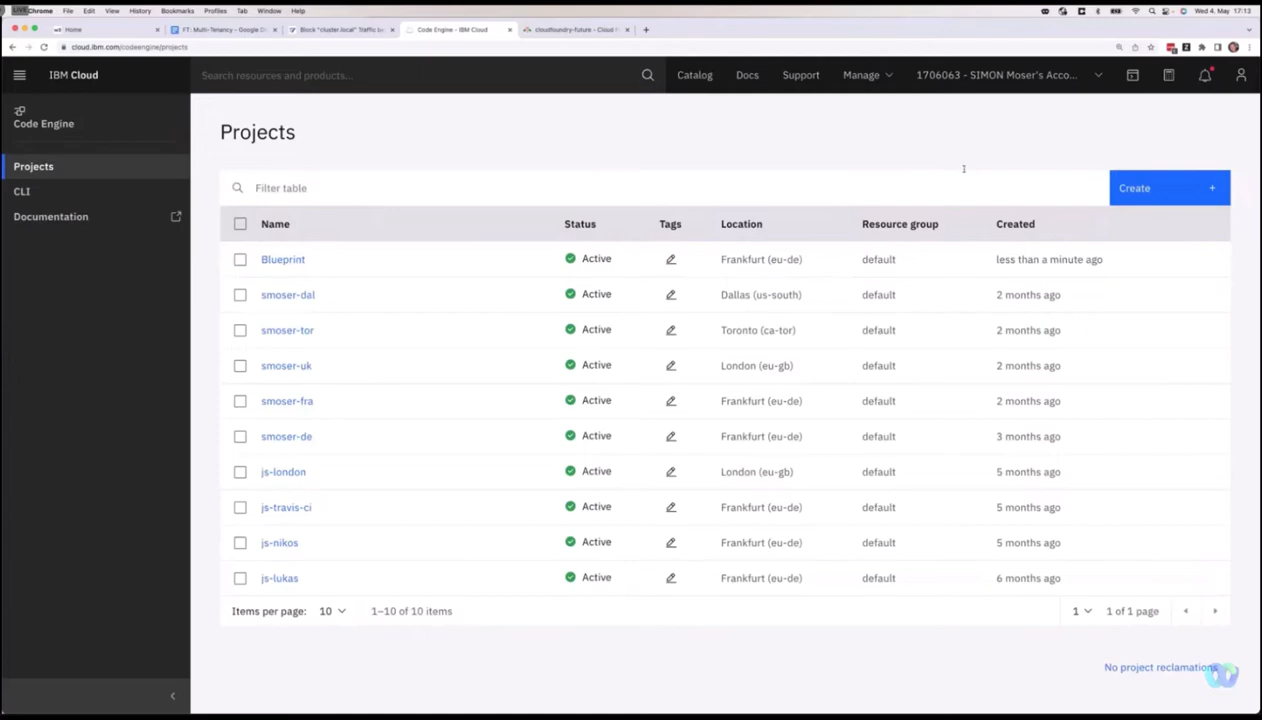 LIVE Chrome File Edit View History Bookmarks Profiles Tab Window Help Wed 4. May 17:13
Home FT: Multi-Tenancy - Google D Block "cluster.local" Traffic be Code Engine - IBM Cloud cloudfoundry-future - Cloud F
cloud.ibm.com/codeengine/projects
IBM Cloud Search resources and products... Catalog Docs Support Manage 1706063 - SIMON Moser's Acco...
Code Engine
Projects
CLI
Documentation
Projects
Filter table Create +
Name Status Tags Location Resource group Created
Blueprint Active Frankfurt (eu-de) default less than a minute ago
smoser-dal Active Dallas (us-south) default 2 months ago
smoser-tor Active Toronto (ca-tor) default 2 months ago
smoser-uk Active London (eu-gb) default 2 months ago
smoser-fra Active Frankfurt (eu-de) default 2 months ago
smoser-de Active Frankfurt (eu-de) default 3 months ago
js-london Active London (eu-gb) default 5 months ago
js-travis-ci Active Frankfurt (eu-de) default 5 months ago
js-nikos Active Frankfurt (eu-de) default 5 months ago
js-lukas Active Frankfurt (eu-de) default 6 months ago
Items per page: 10 1–10 of 10 items 1 1 of 1 page
No project reclamations